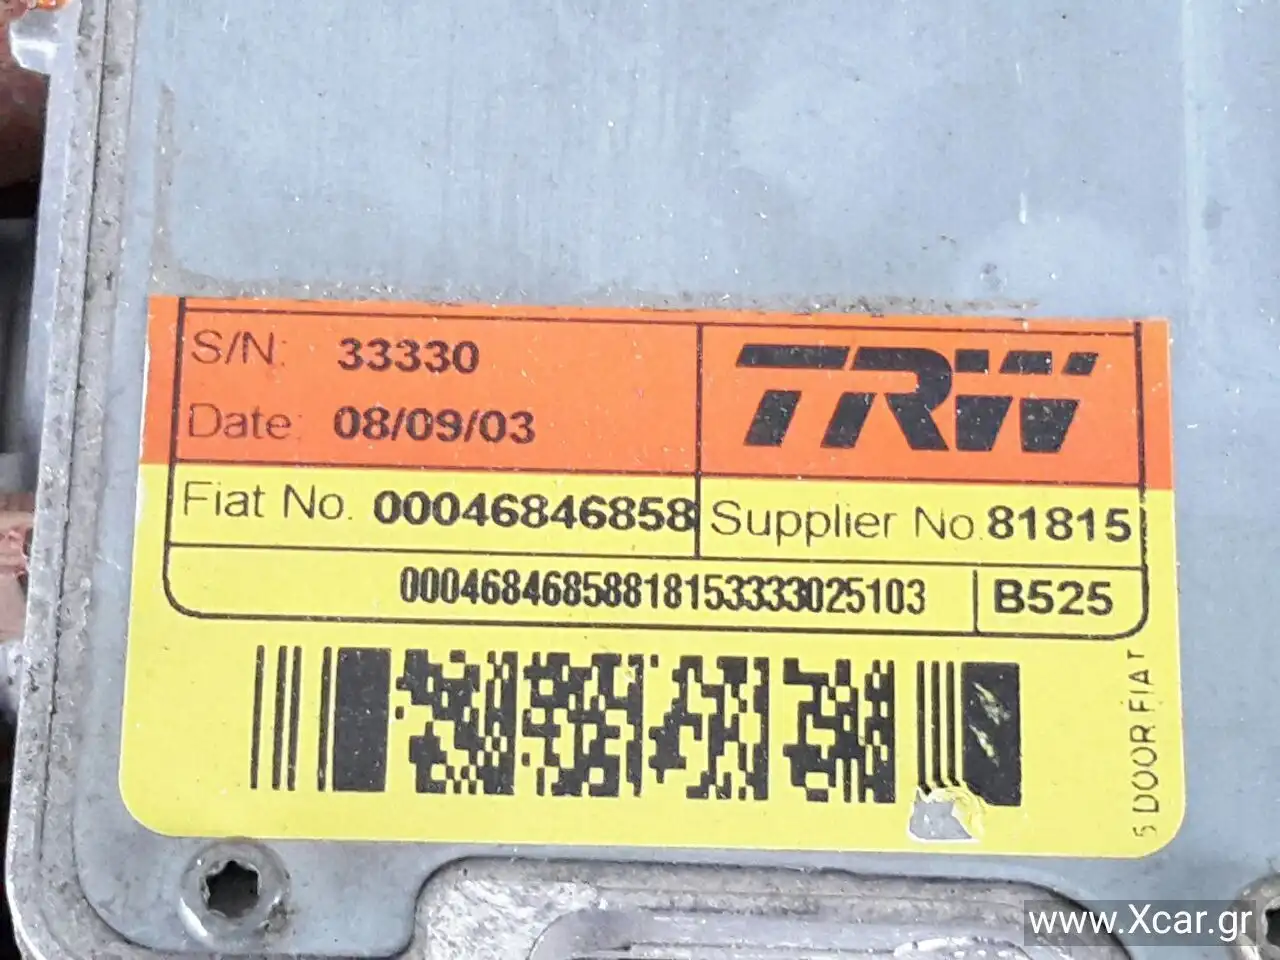 S/N: 33330
TRW
Date: 08/09/03
Fiat No. 00046846858
Supplier No. 81815
00046846858818153333025103
B525
5 DOOR FIAT
www.Xcar.gr